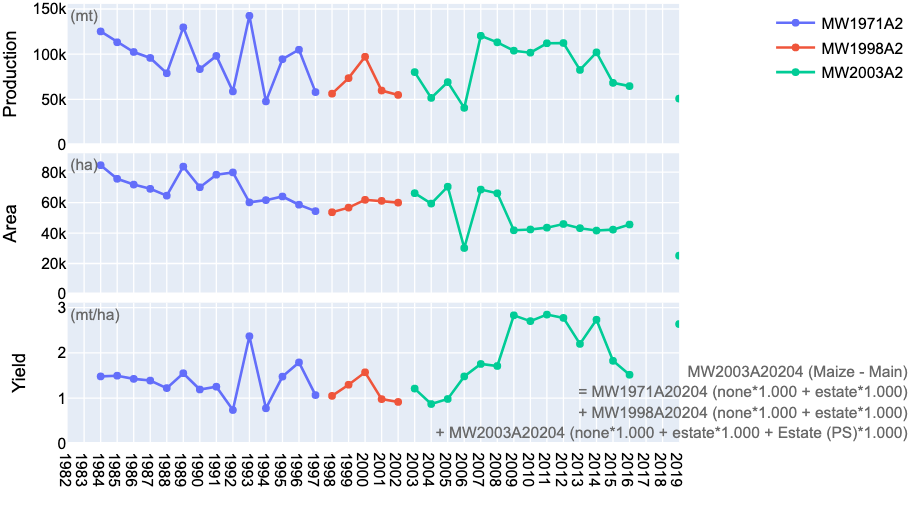 150k
(mt)
MW1971A2
MW1998A2
MW2003A2
100k
50k
0
Production
(ha)
80k
60k
40k
20k
0
Area
3
(mt/ha)
2
1
0
Yield
MW2003A20204 (Maize - Main)
= MW1971A20204 (none*1.000 + estate*1.000)
+ MW1998A20204 (none*1.000 + estate*1.000)
+ MW2003A20204 (none*1.000 + estate*1.000 + Estate (PS)*1.000)
1982
1983
1984
1985
1986
1987
1988
1989
1990
1991
1992
1993
1994
1995
1996
1997
1998
1999
2000
2001
2002
2003
2004
2005
2006
2007
2008
2009
2010
2011
2012
2013
2014
2015
2016
2017
2018
2019